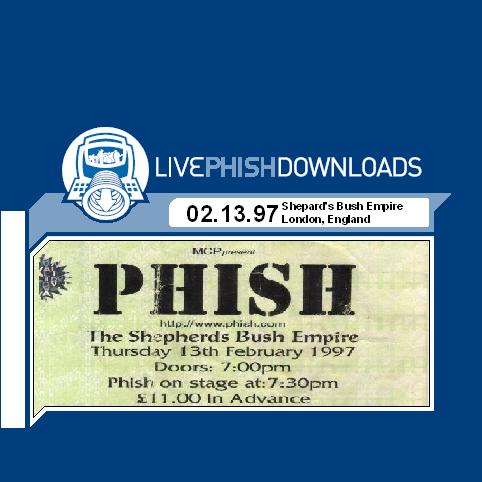 LIVEPHISHDOWNLOADS
02.13.97
Shepard's Bush Empire
London, England
MCP present
PHISH
http://www.phish.com
The Shepherds Bush Empire
Thursday 13th February 1997
Doors: 7:00pm
Phish on stage at:7:30pm
£11.00 In Advance